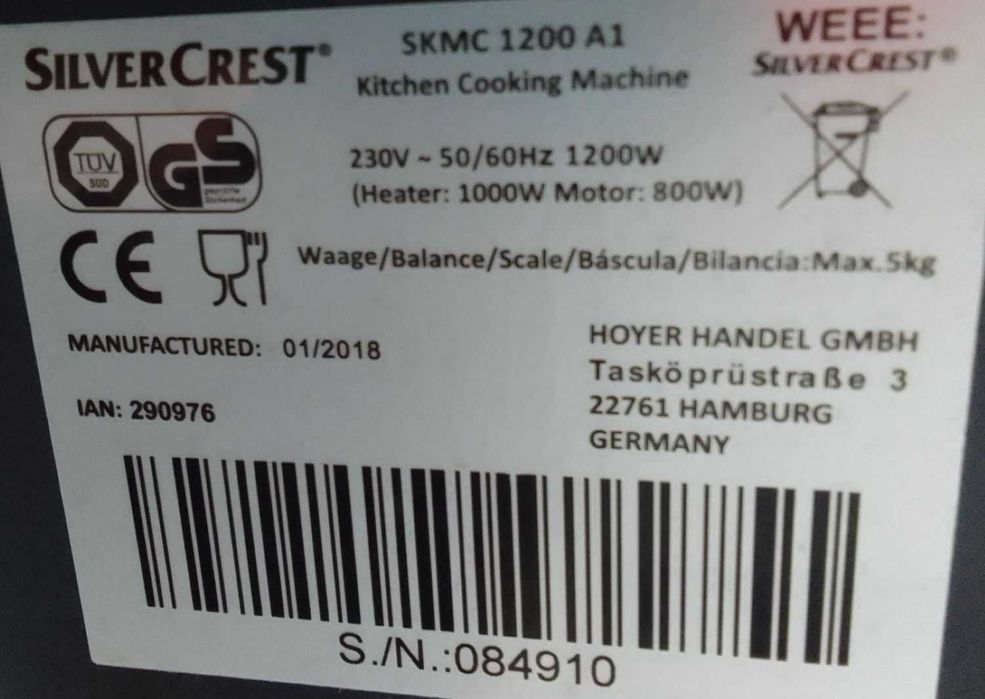 SILVERCREST®
SKMC 1200 A1
Kitchen Cooking Machine
WEEE:
SILVERCREST®
TÜV
SÜD
GS
geprüfte
Sicherheit
230V ~ 50/60Hz 1200W
(Heater: 1000W Motor: 800W)
CE
Waage/Balance/Scale/Báscula/Bilancia:Max.5kg
MANUFACTURED: 01/2018
IAN: 290976
HOYER HANDEL GMBH
Tasköprüstraße 3
22761 HAMBURG
GERMANY
S./N.:084910